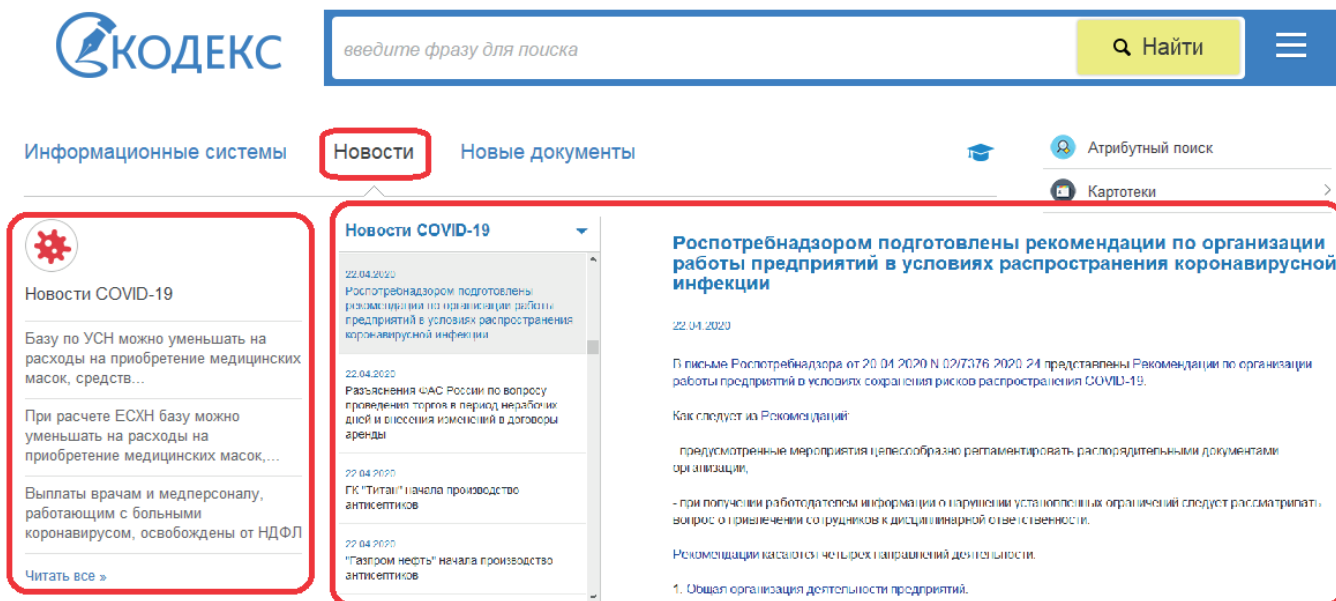 КОДЕКС
введите фразу для поиска
Найти
Информационные системы
Новости
Новые документы
Атрибутный поиск
Картотеки
Новости COVID-19
Базу по УСН можно уменьшать на
расходы на приобретение медицинских
масок, средств...
При расчете ЕСХН базу можно
уменьшать на расходы на
приобретение медицинских масок,...
Выплаты врачам и медперсоналу,
работающим с больными
коронавирусом, освобождены от НДФЛ
Читать все »
Новости COVID-19
22.04.2020
Роспотребнадзором подготовлены
рекомендации по организации работы
предприятий в условиях распространения
коронавирусной инфекции
22.04.2020
Разъяснения ФАС России по вопросу
проведения торгов в период нерабочих
дней и внесения изменений в договоры
аренды
22.04.2020
ГК "Титан" начала производство
антисептиков
22.04.2020
"Газпром нефть" начала производство
антисептиков
Роспотребнадзором подготовлены рекомендации по организации
работы предприятий в условиях распространения коронавирусной
инфекции
22.04.2020
В письме Роспотребнадзора от 20.04.2020 N 02/7376-2020-24 представлены Рекомендации по организации
работы предприятий в условиях сохранения рисков распространения COVID-19.
Как следует из Рекомендаций:
предусмотренные мероприятия целесообразно регламентировать распорядительными документами
организации,
- при получении работодателем информации о нарушении установленных ограничений следует рассматривать
вопрос о привлечении сотрудников к дисциплинарной ответственности.
Рекомендации касаются четырех направлений деятельности.
1. Общая организация деятельности предприятий.